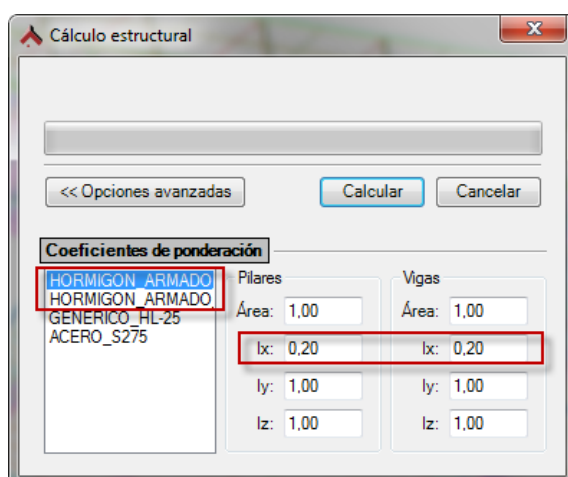 Cálculo estructural
x
<< Opciones avanzadas
Calcular
Cancelar
Coeficientes de ponderación
HORMIGON_ARMADO
HORMIGON_ARMADO,
GENERICO_HL-25
ACERO_S275
Pilares
Área: 1,00
Ix: 0,20
Iy: 1,00
Iz: 1,00
Vigas
Área: 1,00
Ix: 0,20
Iy: 1,00
Iz: 1,00